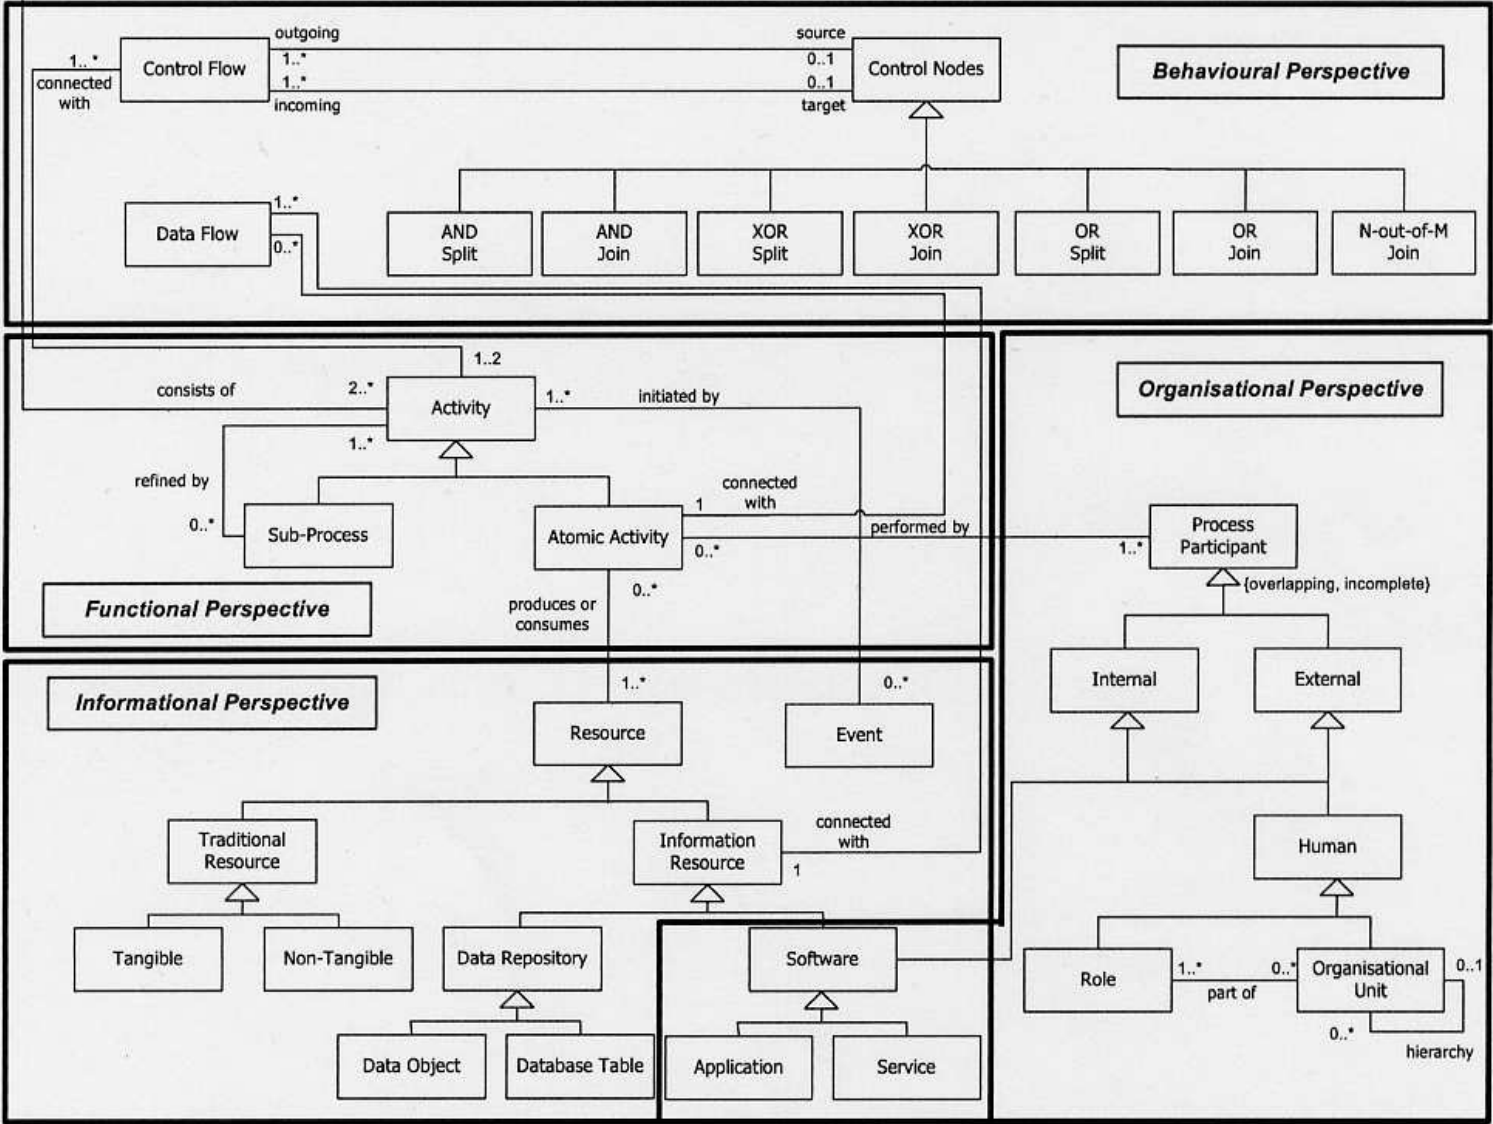 outgoing
source
1..*
connected
with
Control Flow
1..*
1..*
0..1
0..1
Control Nodes
incoming
target
Behavioural Perspective
Data Flow
1..*
0..*
AND
Split
AND
Join
XOR
Split
XOR
Join
OR
Split
OR
Join
N-out-of-M
Join
1..2
consists of
2..*
Activity
1..*
initiated by
1..*
refined by
0..*
Sub-Process
Atomic Activity
1
connected
with
0..*
performed by
0..*
produces or
consumes
Functional Perspective
Organisational Perspective
1..*
Process
Participant
{overlapping, incomplete}
Internal
External
Human
Role
1..*
part of
0..*
Organisational
Unit
0..1
0..*
hierarchy
Informational Perspective
1..*
Resource
0..*
Event
Traditional
Resource
Information
Resource
connected
with
1
Tangible
Non-Tangible
Data Repository
Software
Data Object
Database Table
Application
Service